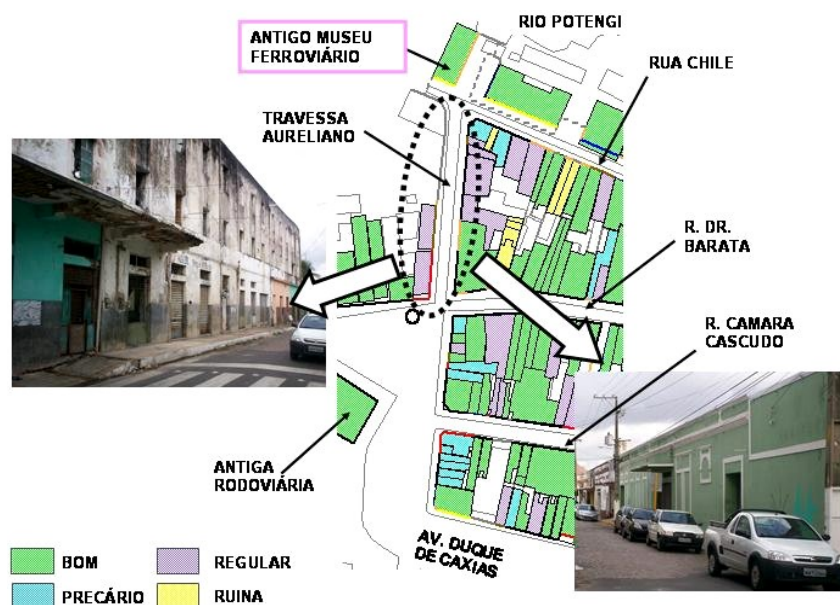 RIO POTENGI
ANTIGO MUSEU
FERROVIÁRIO
RUA CHILE
TRAVESSA
AURELIANO
R. DR.
BARATA
R. CAMARA
CASCUDO
ANTIGA
RODOVIÁRIA
AV. DUQUE
DE CAXIAS
BOM
REGULAR
PRECÁRIO
RUINA